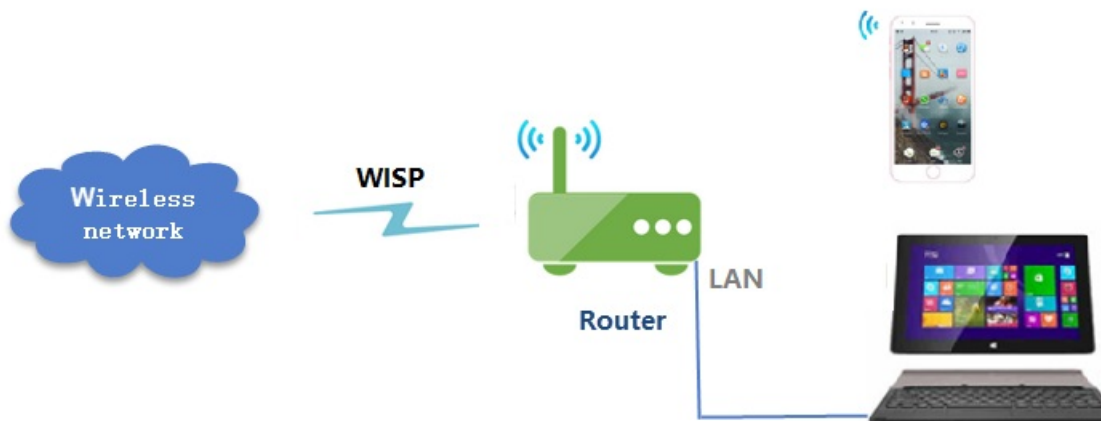 Wireless
network
WISP
LAN
Router